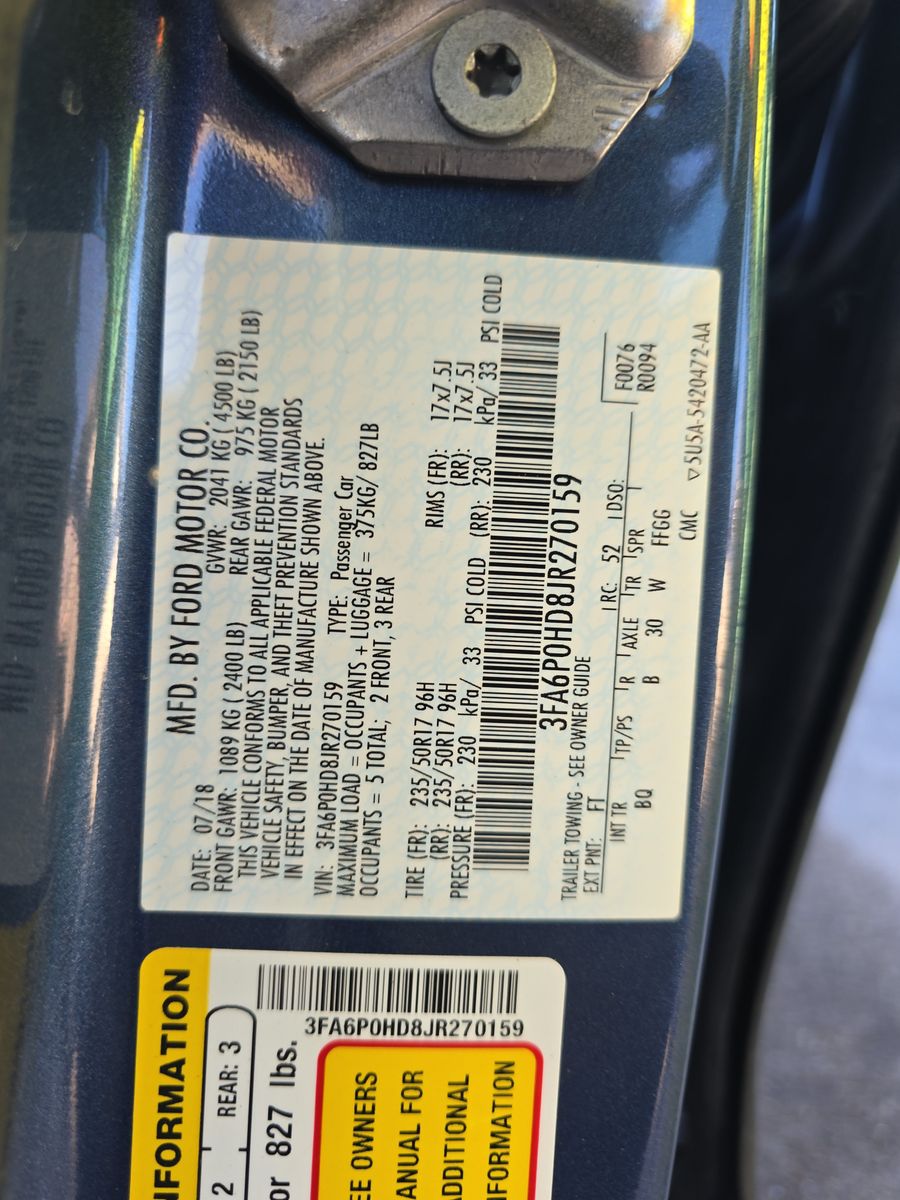 MFD. BY FORD MOTOR CO.
DATE: 07/18 GVWR: 2041 KG ( 4500 LB)
FRONT GAWR: 1089 KG ( 2400 LB) REAR GAWR: 975 KG ( 2150 LB)
THIS VEHICLE CONFORMS TO ALL APPLICABLE FEDERAL MOTOR
VEHICLE SAFETY, BUMPER, AND THEFT PREVENTION STANDARDS
IN EFFECT ON THE DATE OF MANUFACTURE SHOWN ABOVE.
VIN: 3FA6P0HD8JR270159 TYPE: Passenger Car
MAXIMUM LOAD = OCCUPANTS + LUGGAGE = 375KG/ 827LB
OCCUPANTS = 5 TOTAL; 2 FRONT, 3 REAR
TIRE (FR): 235/50R17 96H RIMS (FR): 17x7.5J
(RR): 235/50R17 96H (RR): 17x7.5J
PRESSURE (FR): 230 kPa/ 33 PSI COLD (RR): 230 kPa/ 33 PSI COLD
3FA6P0HD8JR270159
TRAILER TOWING - SEE OWNER GUIDE
EXT PNT: FT RC: 52 DSO: F0076
R0094
INT TR TP/PS R AXLE TR SPR
BQ B 30 W FFGG
CMC
▽5U5A-5420472-AA
NFORMATION
2 REAR: 3
3FA6P0HD8JR270159
or 827 lbs.
EE OWNERS
ANUAL FOR
DDITIONAL
FORMATION